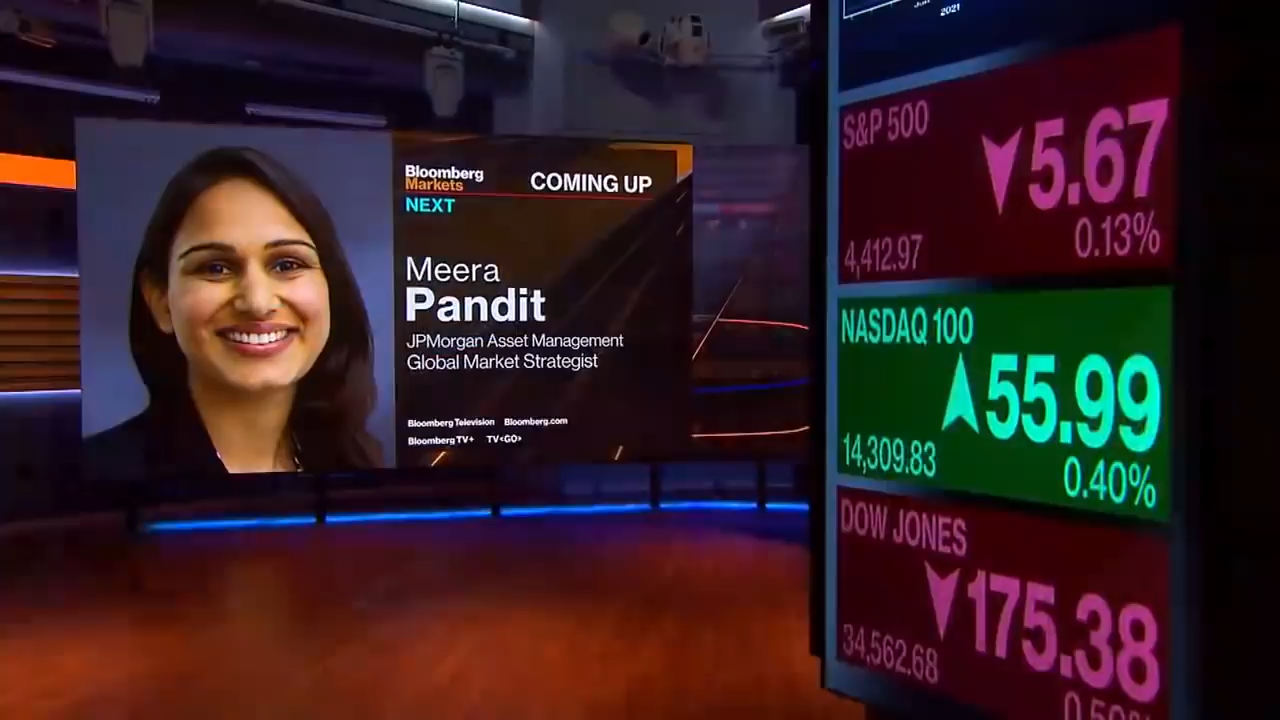 Bloomberg
Markets
NEXT
COMING UP
Meera
Pandit
JPMorgan Asset Management
Global Market Strategist
Bloomberg Television Bloomberg.com
Bloomberg TV+ TV<GO>
2021
S&P 500
5.67
4,412.97
0.13%
NASDAQ 100
55.99
14,309.83
0.40%
DOW JONES
175.38
34,562.68